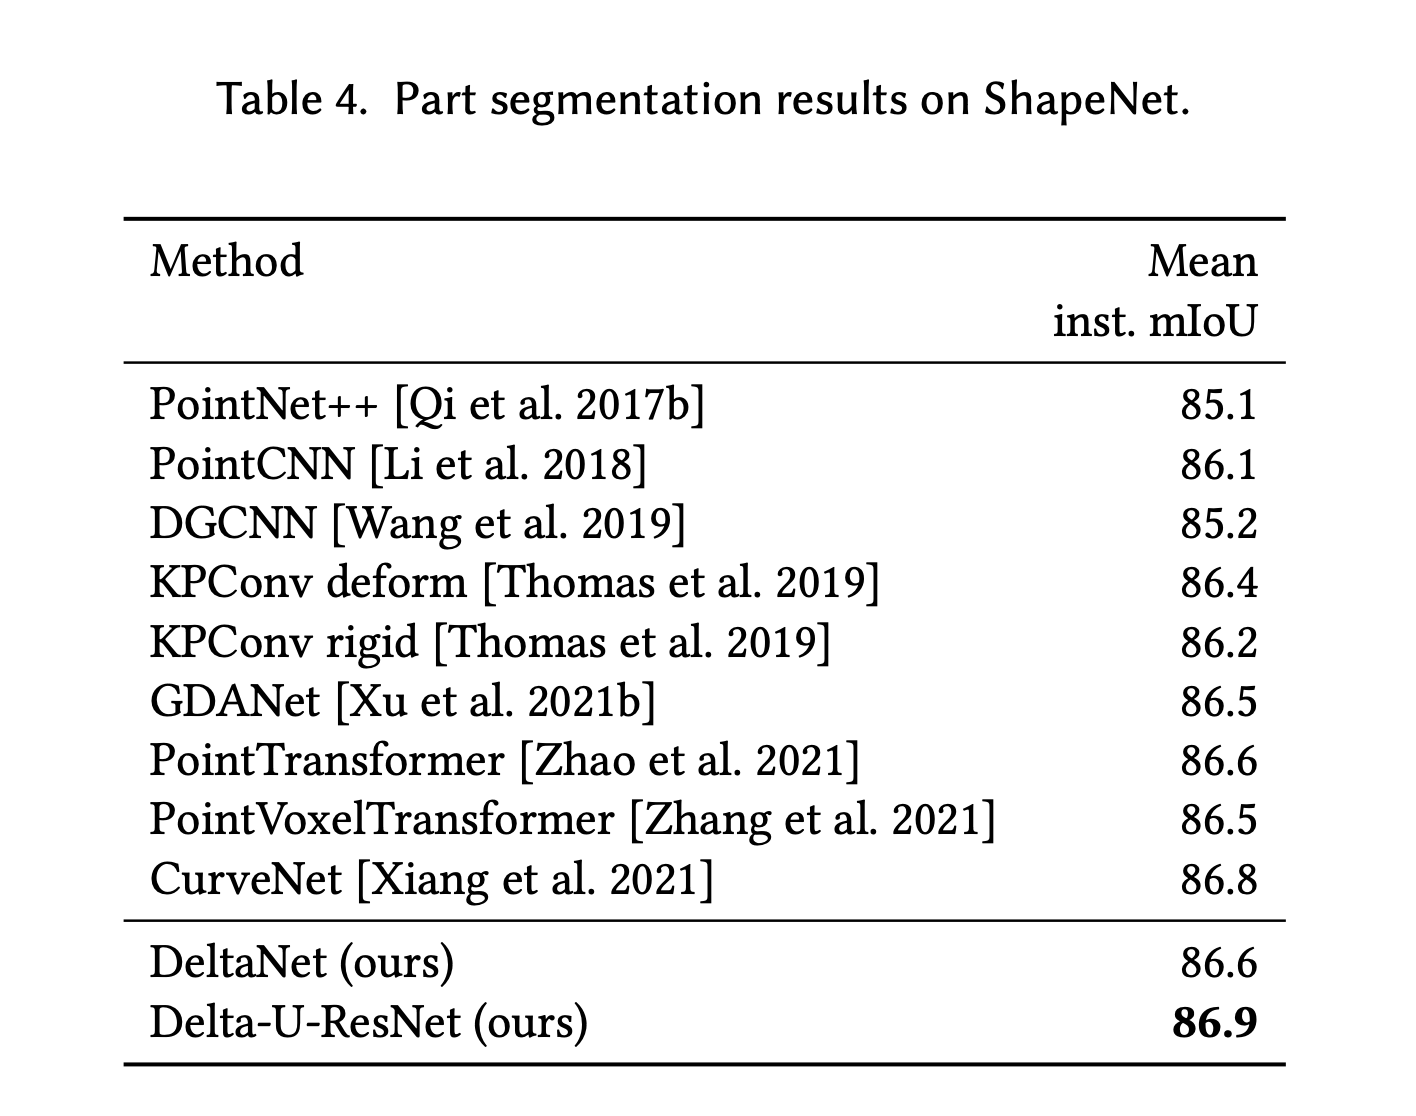 Table 4. Part segmentation results on ShapeNet.
Method Mean
inst. mIoU
PointNet++ [Qi et al. 2017b] 85.1
PointCNN [Li et al. 2018] 86.1
DGCNN [Wang et al. 2019] 85.2
KPConv deform [Thomas et al. 2019] 86.4
KPConv rigid [Thomas et al. 2019] 86.2
GDANet [Xu et al. 2021b] 86.5
PointTransformer [Zhao et al. 2021] 86.6
PointVoxelTransformer [Zhang et al. 2021] 86.5
CurveNet [Xiang et al. 2021] 86.8
DeltaNet (ours) 86.6
Delta-U-ResNet (ours) 86.9